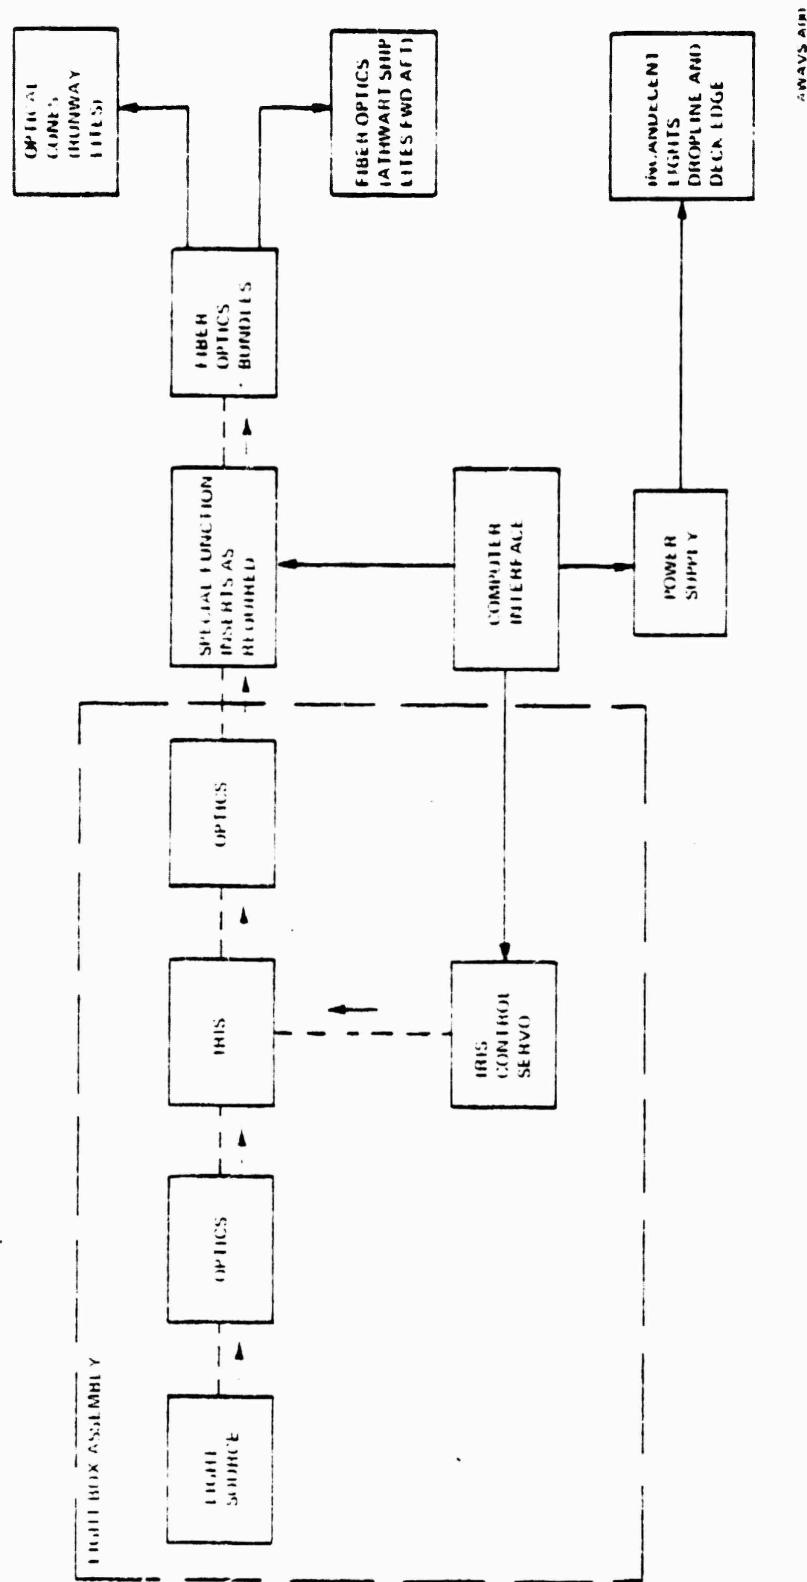 LIGHT BOX ASSEMBLY
LIGHT
SOURCE
OPTICS
IRIS
OPTICS
SPECIAL FUNCTION
INSERTS AS
REQUIRED
FIBER
OPTICS
BUNDLES
OPTICAL
CONES
(RUNWAY
LITES)
FIBER OPTICS
(ATHWART SHIP
LITES FWD AFT)
IRIS
CONTROL
SERVO
COMPUTER
INTERFACE
POWER
SUPPLY
INCANDECENT
LIGHTS
DROPLINE AND
DECK EDGE